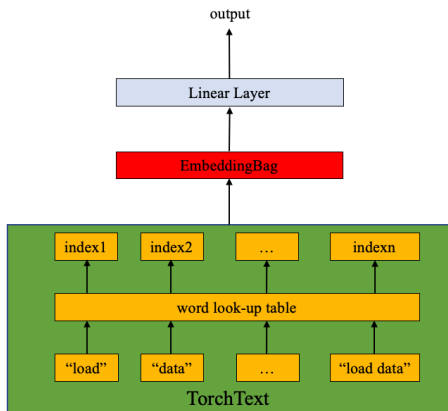 output
Linear Layer
EmbeddingBag
index1 index2 … indexn
word look-up table
“load” “data” … “load data”
TorchText